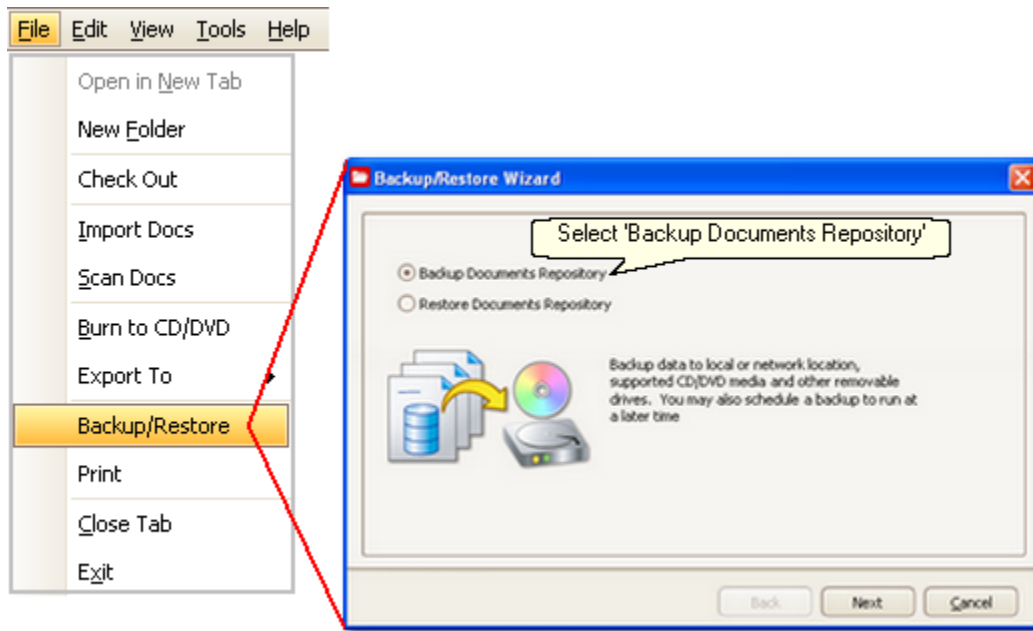 File Edit View Tools Help
Open in New Tab
New Folder
Check Out
Import Docs
Scan Docs
Burn to CD/DVD
Export To
Backup/Restore
Print
Close Tab
Exit
Backup/Restore Wizard
Select 'Backup Documents Repository'
Backup Documents Repository
Restore Documents Repository
Backup data to local or network location,
supported CD/DVD media and other removable
drives. You may also schedule a backup to run at
a later time
Back Next Cancel